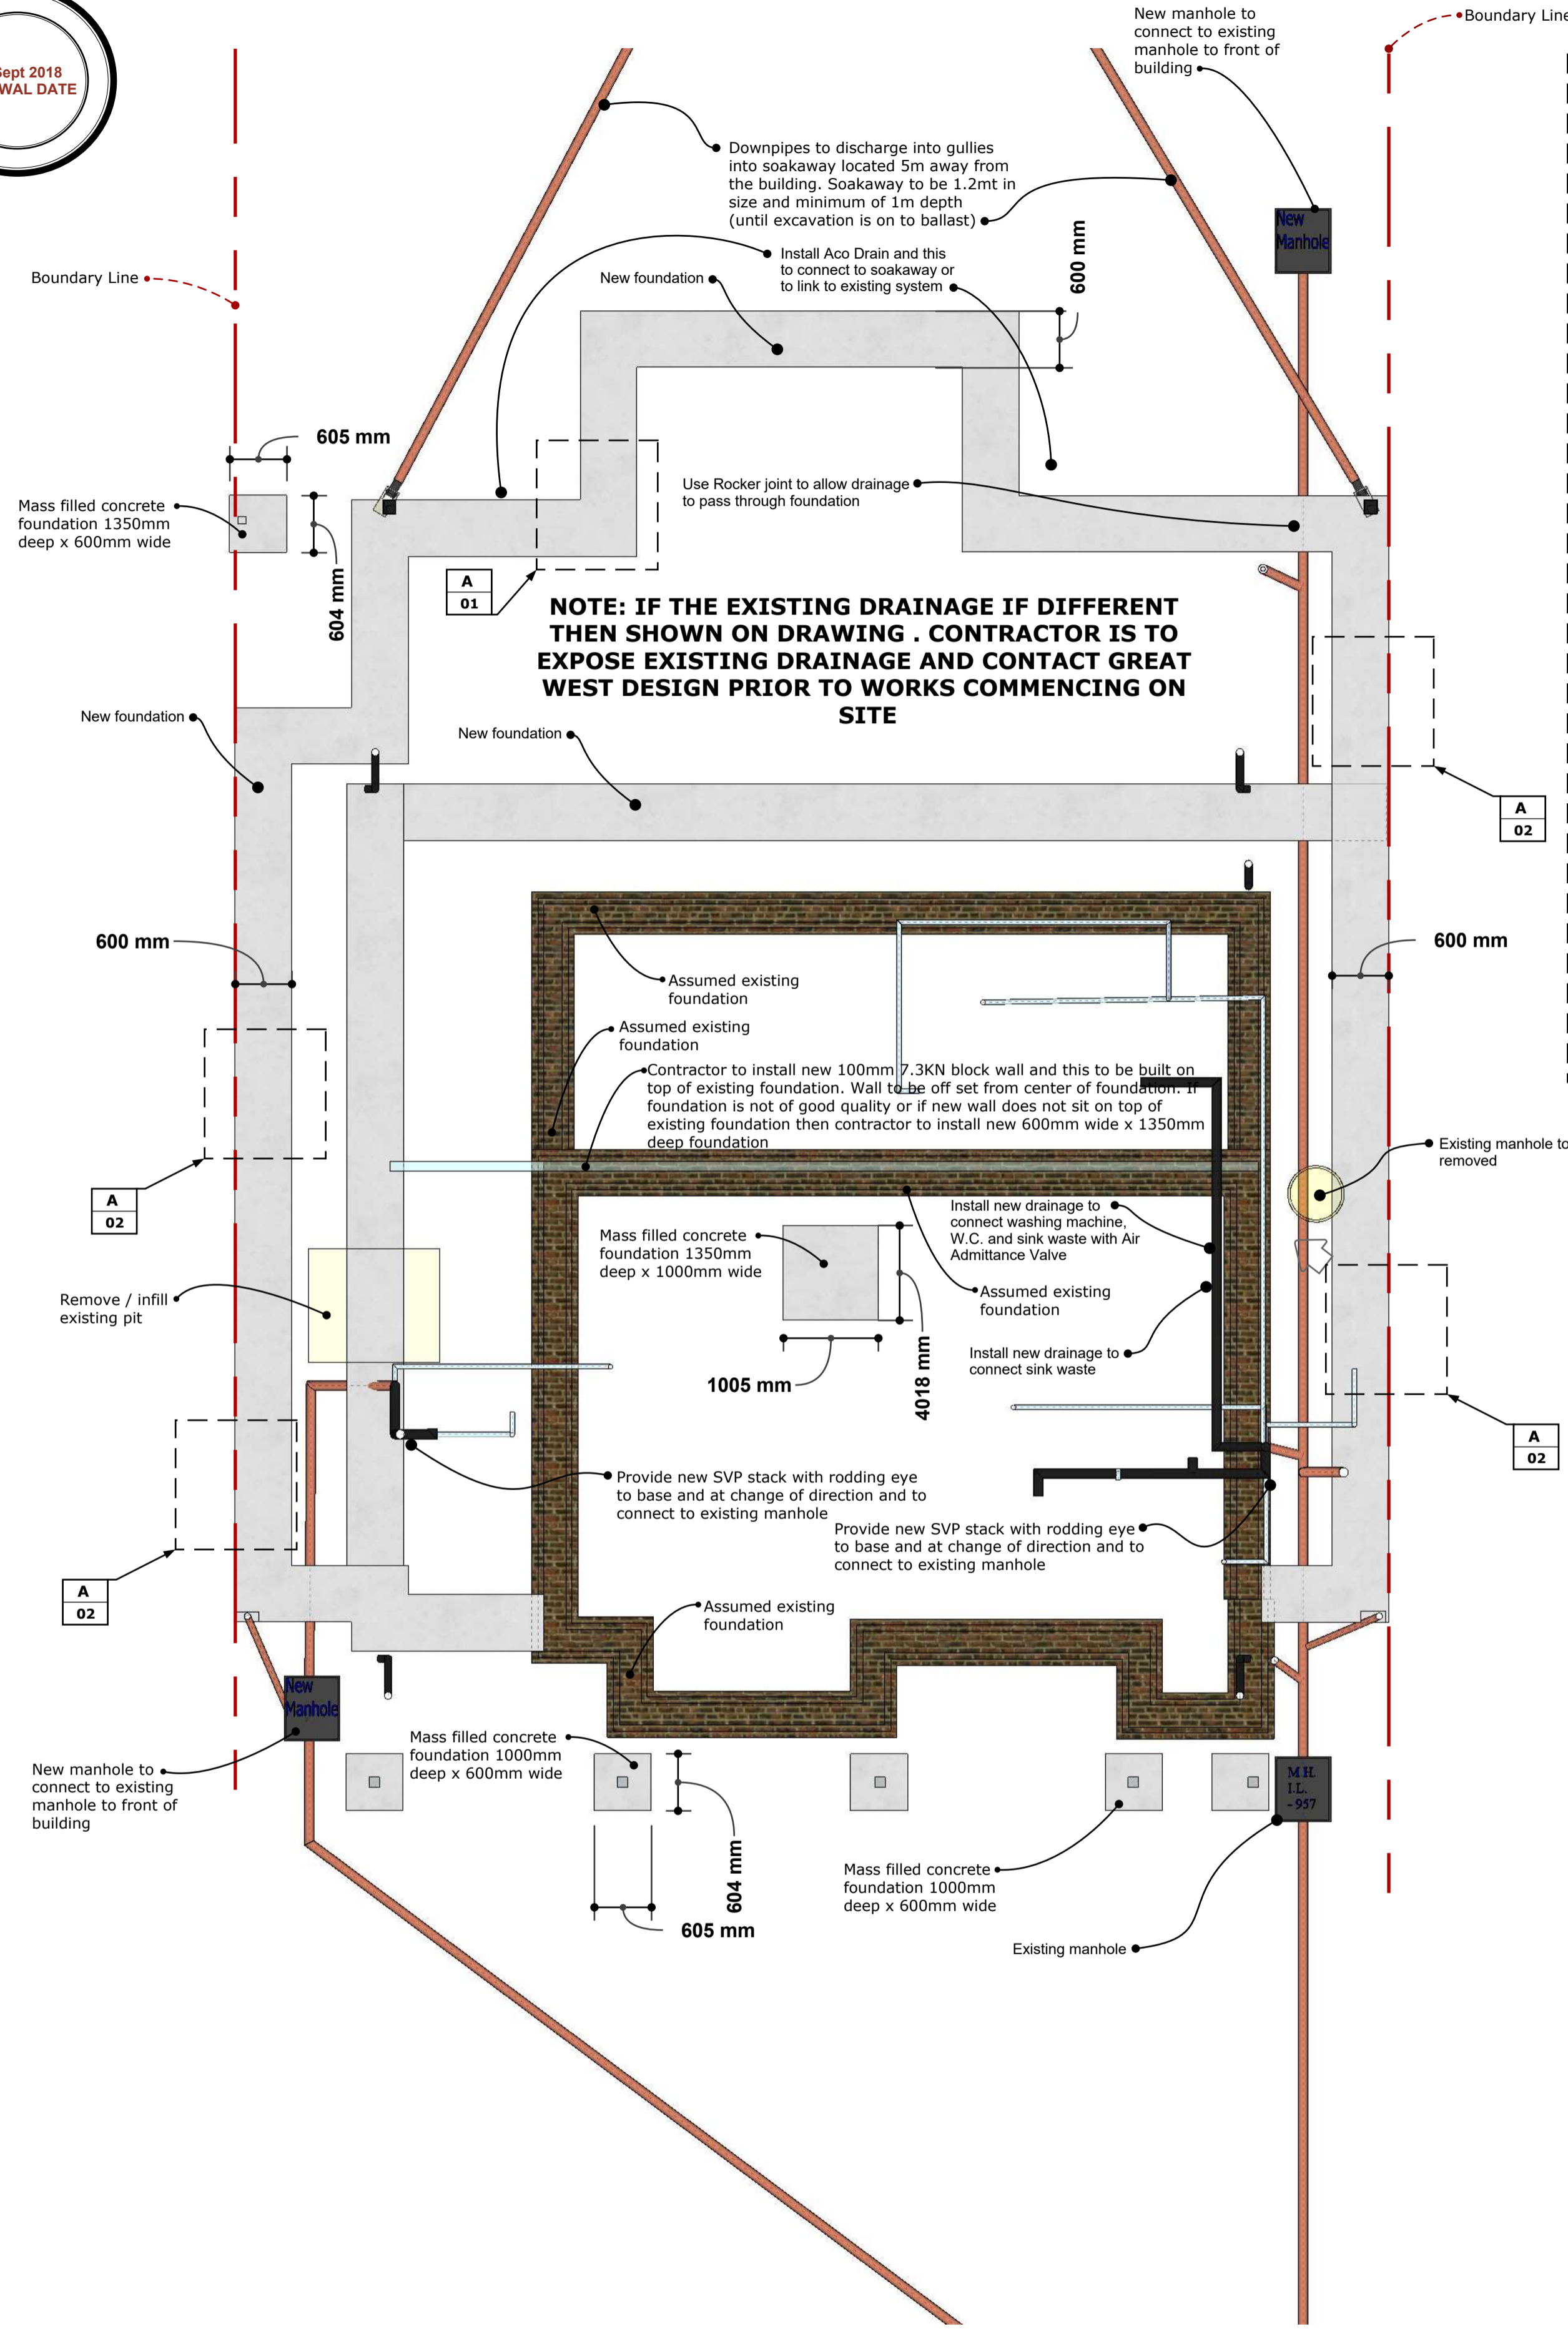 Sept 2018
WAL DATE
New manhole to
connect to existing
manhole to front of
building
Boundary Line
Downpipes to discharge into gullies
into soakaway located 5m away from
the building. Soakaway to be 1.2mt in
size and minimum of 1m depth
(until excavation is on to ballast)
New
Manhole
Install Aco Drain and this
to connect to soakaway or
to link to existing system
600 mm
Boundary Line
New foundation
605 mm
Mass filled concrete
foundation 1350mm
deep x 600mm wide
604 mm
Use Rocker joint to allow drainage
to pass through foundation
A
01
NOTE: IF THE EXISTING DRAINAGE IF DIFFERENT
THEN SHOWN ON DRAWING . CONTRACTOR IS TO
EXPOSE EXISTING DRAINAGE AND CONTACT GREAT
WEST DESIGN PRIOR TO WORKS COMMENCING ON
SITE
New foundation
New foundation
A
02
600 mm
600 mm
Assumed existing
foundation
Assumed existing
foundation
Contractor to install new 100mm 7.3KN block wall and this to be built on
top of existing foundation. Wall to be off set from center of foundation. If
foundation is not of good quality or if new wall does not sit on top of
existing foundation then contractor to install new 600mm wide x 1350mm
deep foundation
Existing manhole to
removed
A
02
Mass filled concrete
foundation 1350mm
deep x 1000mm wide
Install new drainage to
connect washing machine,
W.C. and sink waste with Air
Admittance Valve
Remove / infill
existing pit
Assumed existing
foundation
Install new drainage to
connect sink waste
1005 mm
4018 mm
A
02
Provide new SVP stack with rodding eye
to base and at change of direction and to
connect to existing manhole
Provide new SVP stack with rodding eye
to base and at change of direction and to
connect to existing manhole
A
02
Assumed existing
foundation
New
Manhole
Mass filled concrete
foundation 1000mm
deep x 600mm wide
New manhole to
connect to existing
manhole to front of
building
M.H.
I.L.
-957
604 mm
605 mm
Mass filled concrete
foundation 1000mm
deep x 600mm wide
Existing manhole